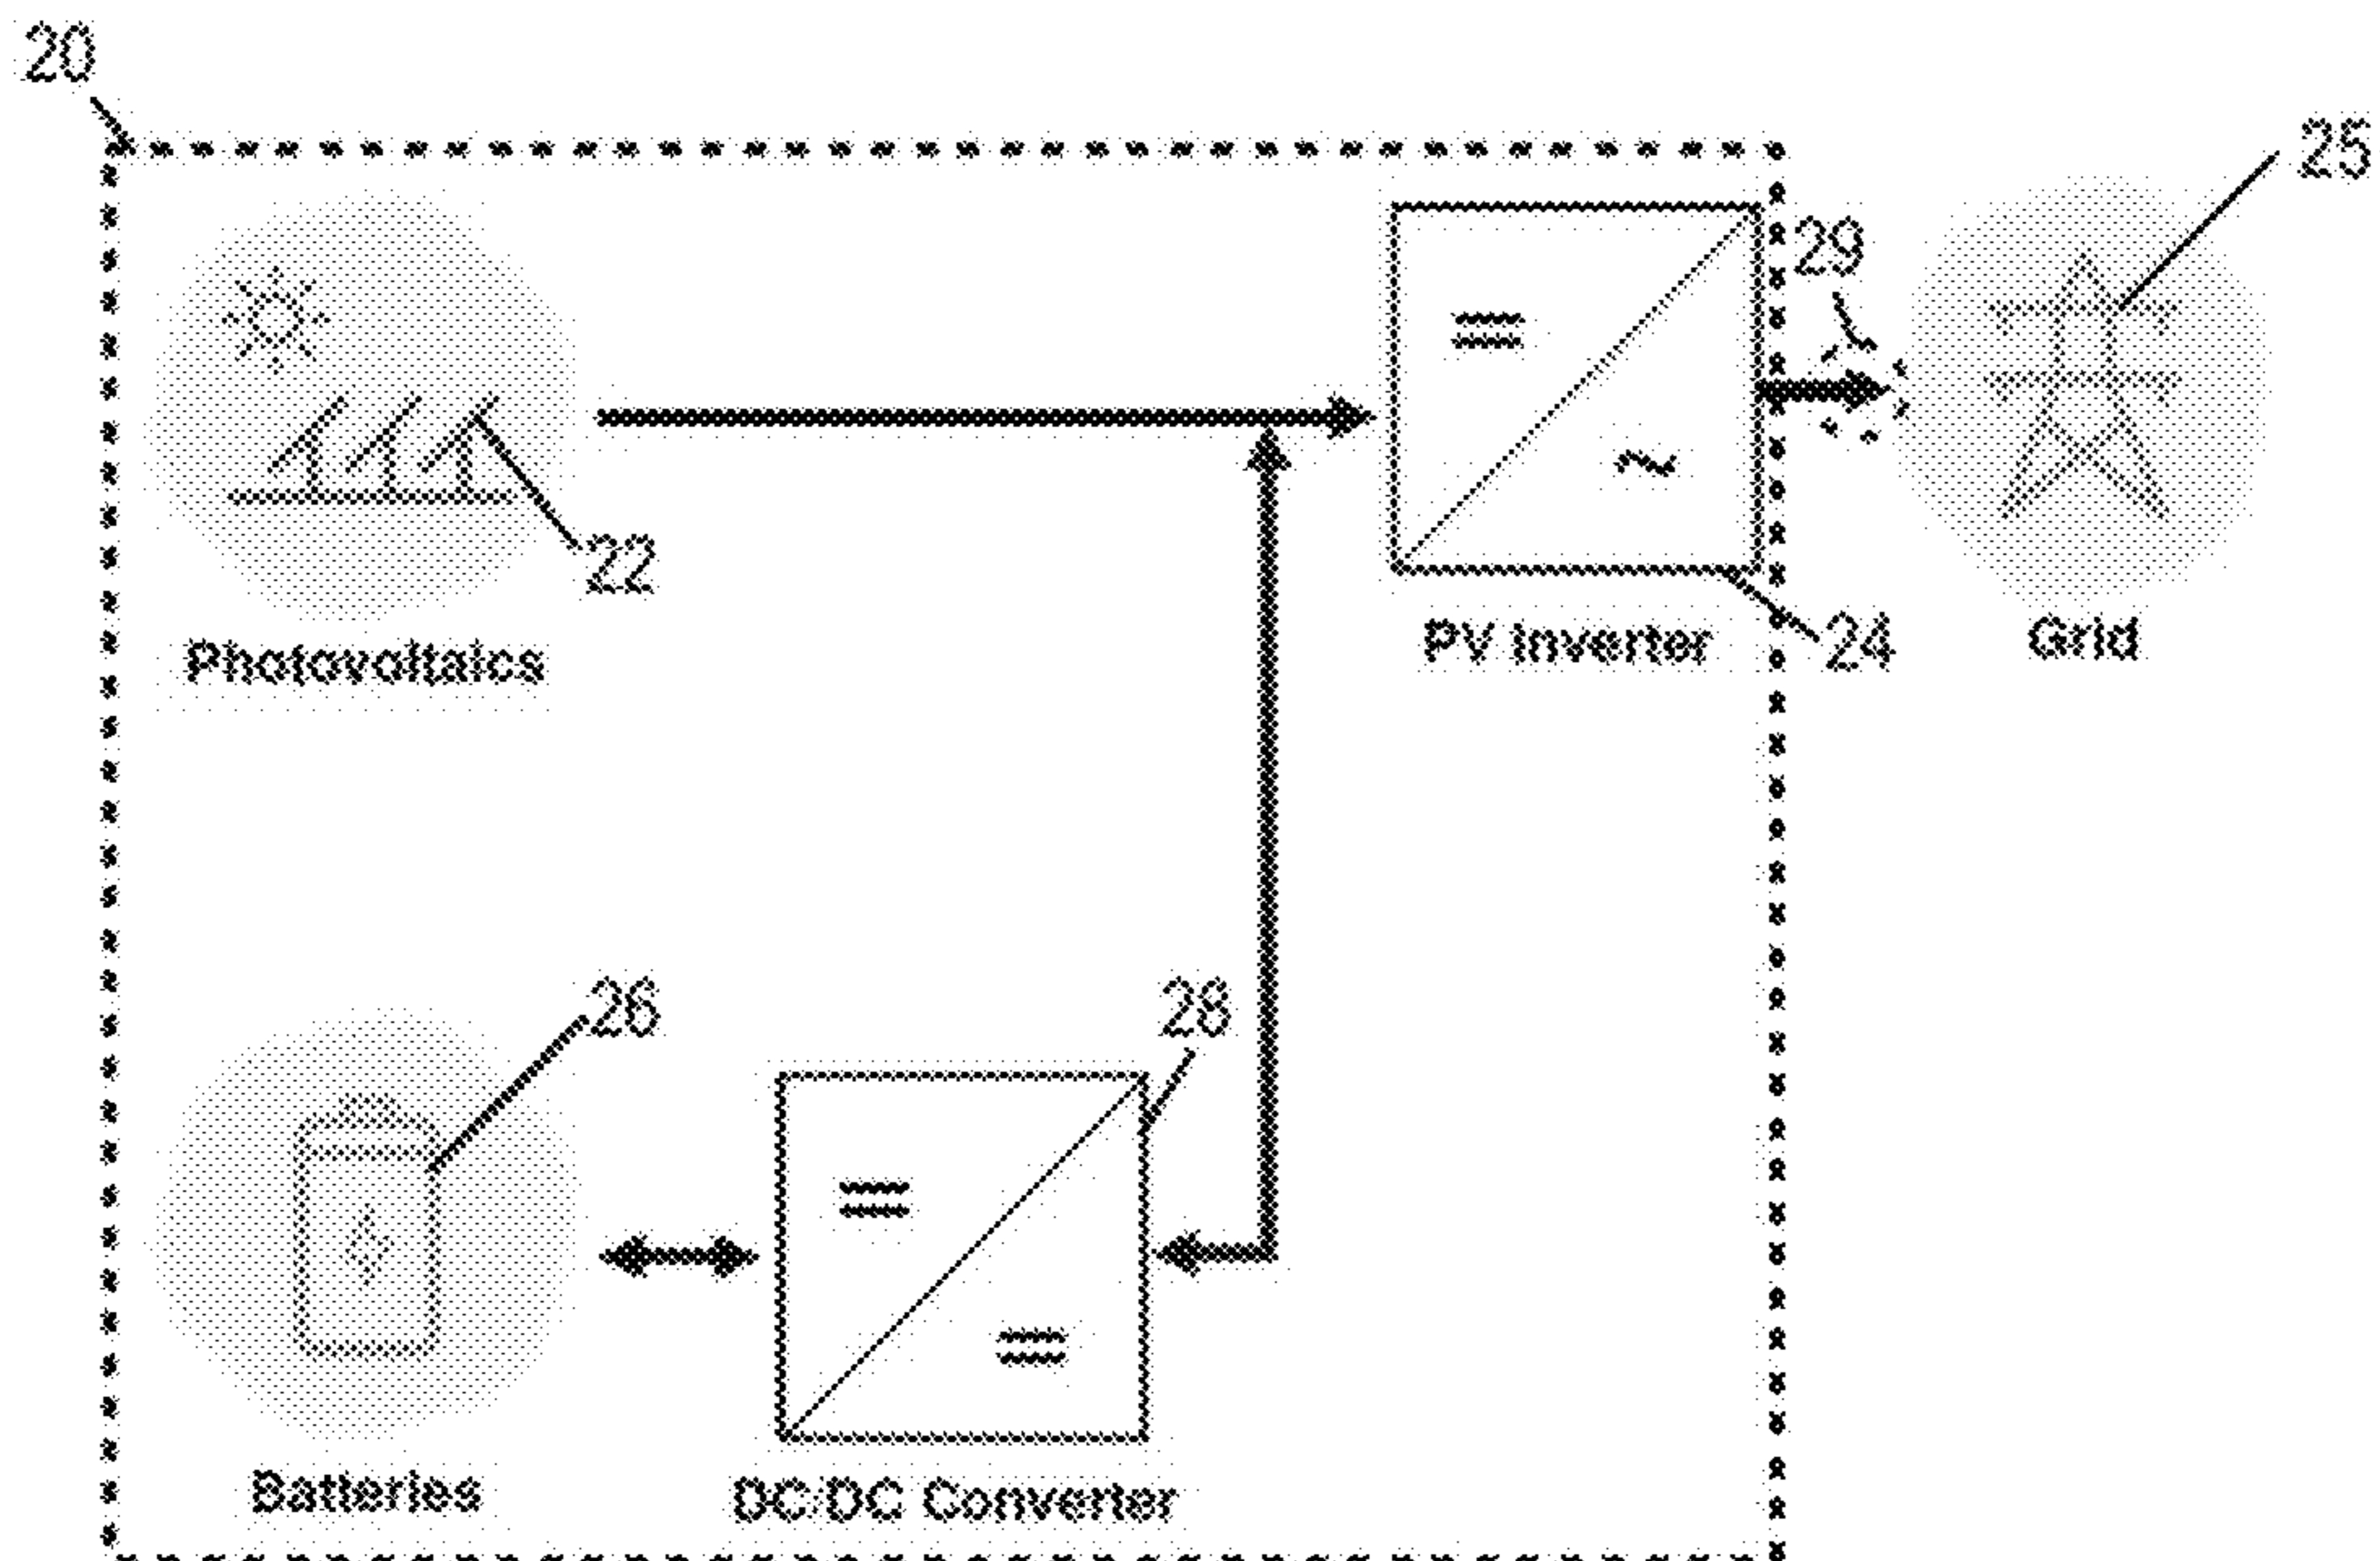 20
25
29
22
Photovoltaics
PV Inverter
24
Grid
26
28
Batteries
DC/DC Converter